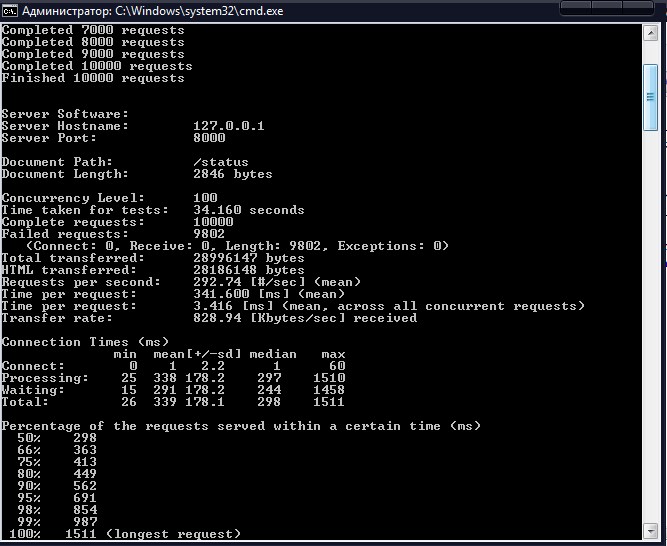 Администратор: C:\Windows\system32\cmd.exe
Completed 7000 requests
Completed 8000 requests
Completed 9000 requests
Completed 10000 requests
Finished 10000 requests
Server Software:
Server Hostname: 127.0.0.1
Server Port: 8000
Document Path: /status
Document Length: 2846 bytes
Concurrency Level: 100
Time taken for tests: 34.160 seconds
Complete requests: 10000
Failed requests: 9802
(Connect: 0, Receive: 0, Length: 9802, Exceptions: 0)
Total transferred: 28996147 bytes
HTML transferred: 28186148 bytes
Requests per second: 292.74 [#/sec] (mean)
Time per request: 341.600 [ms] (mean)
Time per request: 3.416 [ms] (mean, across all concurrent requests)
Transfer rate: 828.94 [Kbytes/sec] received
Connection Times (ms)
min mean[+/-sd] median max
Connect: 0 1 2.2 1 60
Processing: 25 338 178.2 297 1510
Waiting: 15 291 178.2 244 1458
Total: 26 339 178.1 298 1511
Percentage of the requests served within a certain time (ms)
50% 298
66% 363
75% 413
80% 449
90% 562
95% 691
98% 854
99% 987
100% 1511 (longest request)